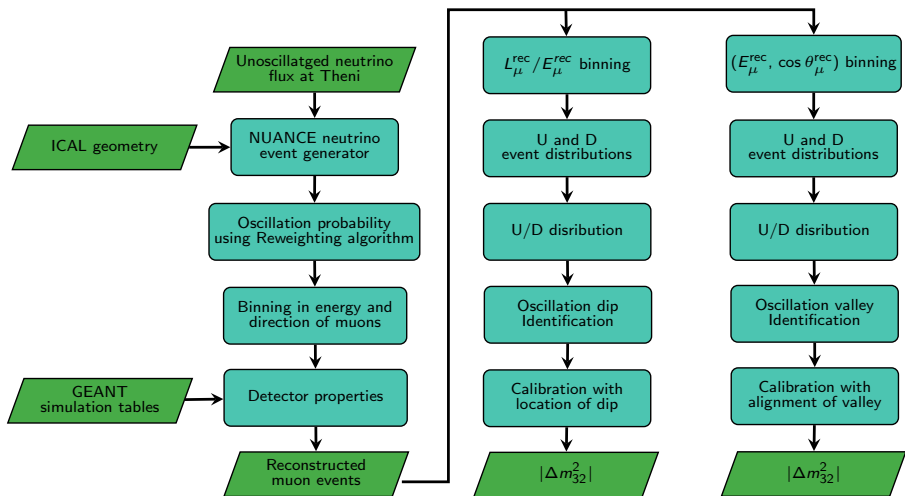 Unoscillatged neutrino
flux at Theni
ICAL geometry
NUANCE neutrino
event generator
Oscillation probability
using Reweighting algorithm
Binning in energy and
direction of muons
GEANT
simulation tables
Detector properties
Reconstructed
muon events
L_μ^rec/E_μ^rec binning
U and D
event distributions
U/D disribution
Oscillation dip
Identification
Calibration with
location of dip
|Δm²₃₂|
(E_μ^rec, cos θ_μ^rec) binning
U and D
event distributions
U/D disribution
Oscillation valley
Identification
Calibration with
alignment of valley
|Δm²₃₂|